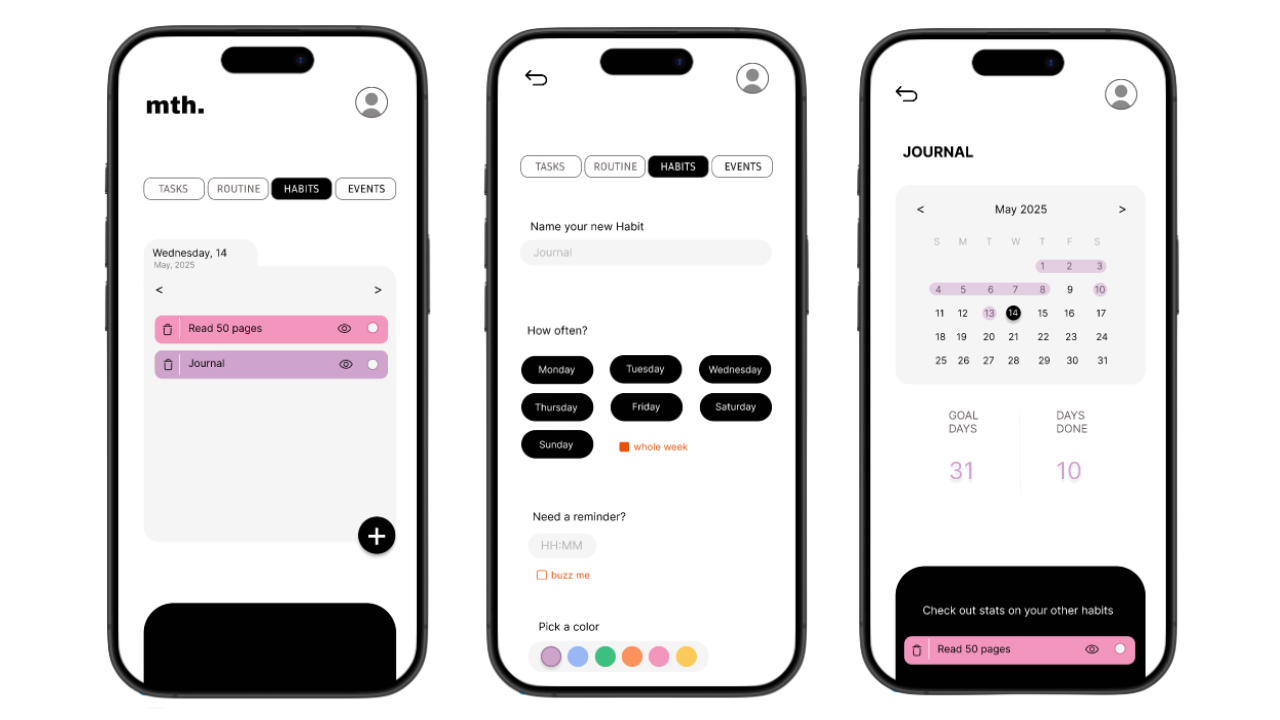 mth.
TASKS ROUTINE HABITS EVENTS
Wednesday, 14
May, 2025
< >
Read 50 pages
Journal
+
TASKS ROUTINE HABITS EVENTS
Name your new Habit
Journal
How often?
Monday Tuesday Wednesday
Thursday Friday Saturday
Sunday whole week
Need a reminder?
HH:MM
buzz me
Pick a color
JOURNAL
< May 2025 >
S M T W T F S
1 2 3
4 5 6 7 8 9 10
11 12 13 14 15 16 17
18 19 20 21 22 23 24
25 26 27 28 29 30 31
GOAL DAYS
DAYS DONE
31 10
Check out stats on your other habits
Read 50 pages